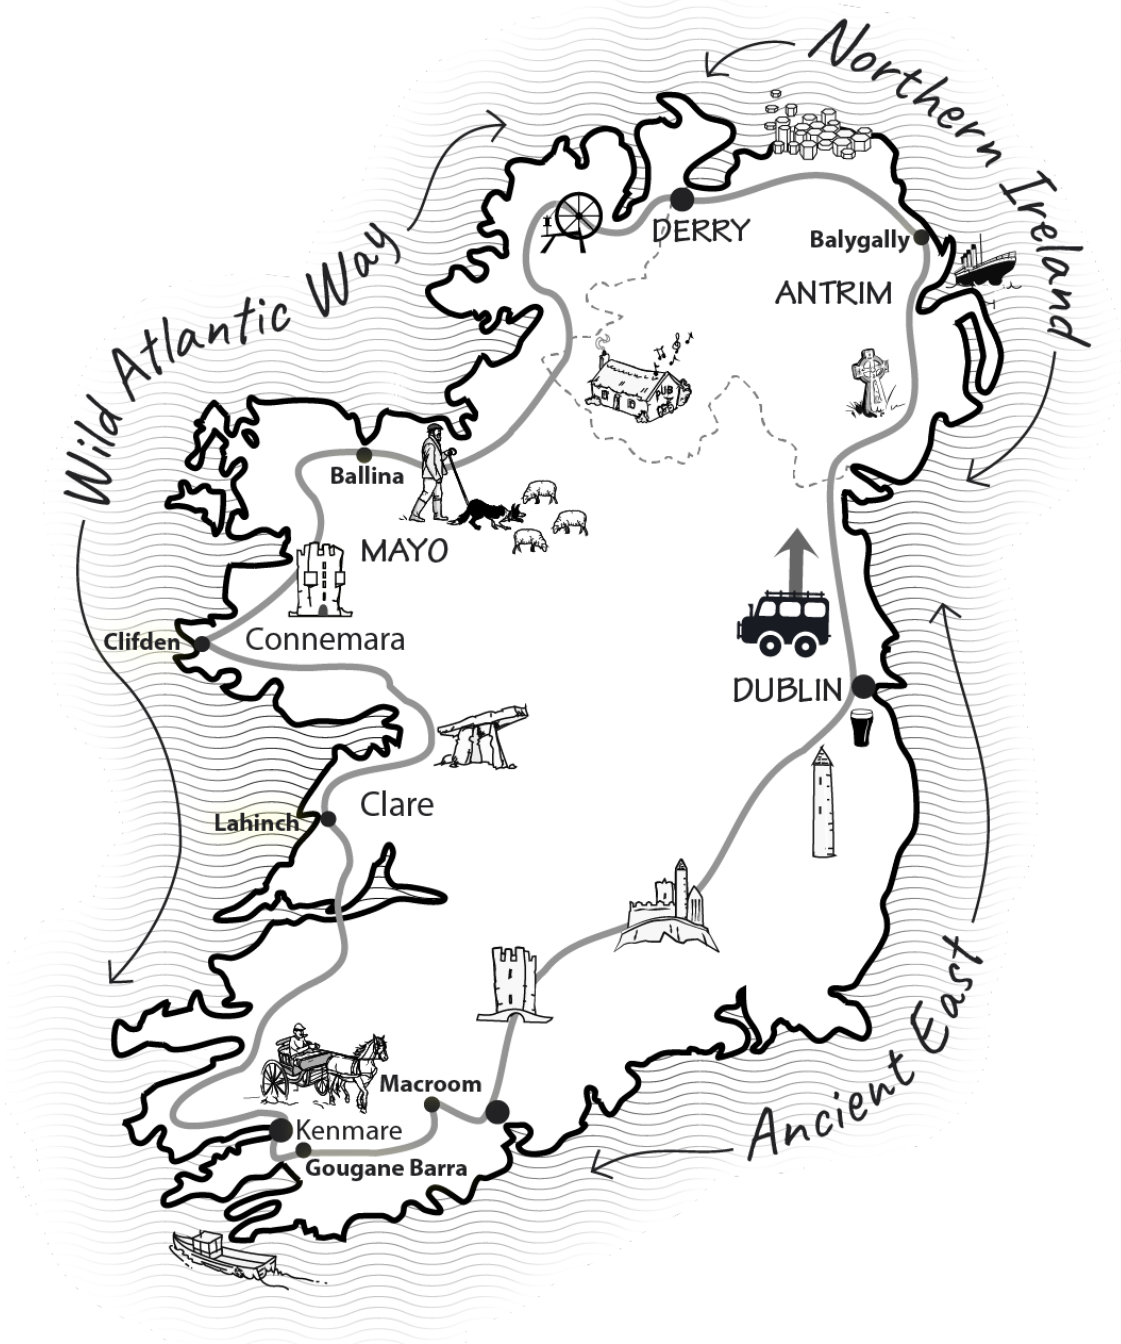 Northern Ireland
Wild Atlantic Way
DERRY
Balygally
ANTRIM
PUB
Ballina
MAYO
Clifden
Connemara
DUBLIN
Clare
Lahinch
Ancient East
Macroom
Kenmare
Gougane Barra